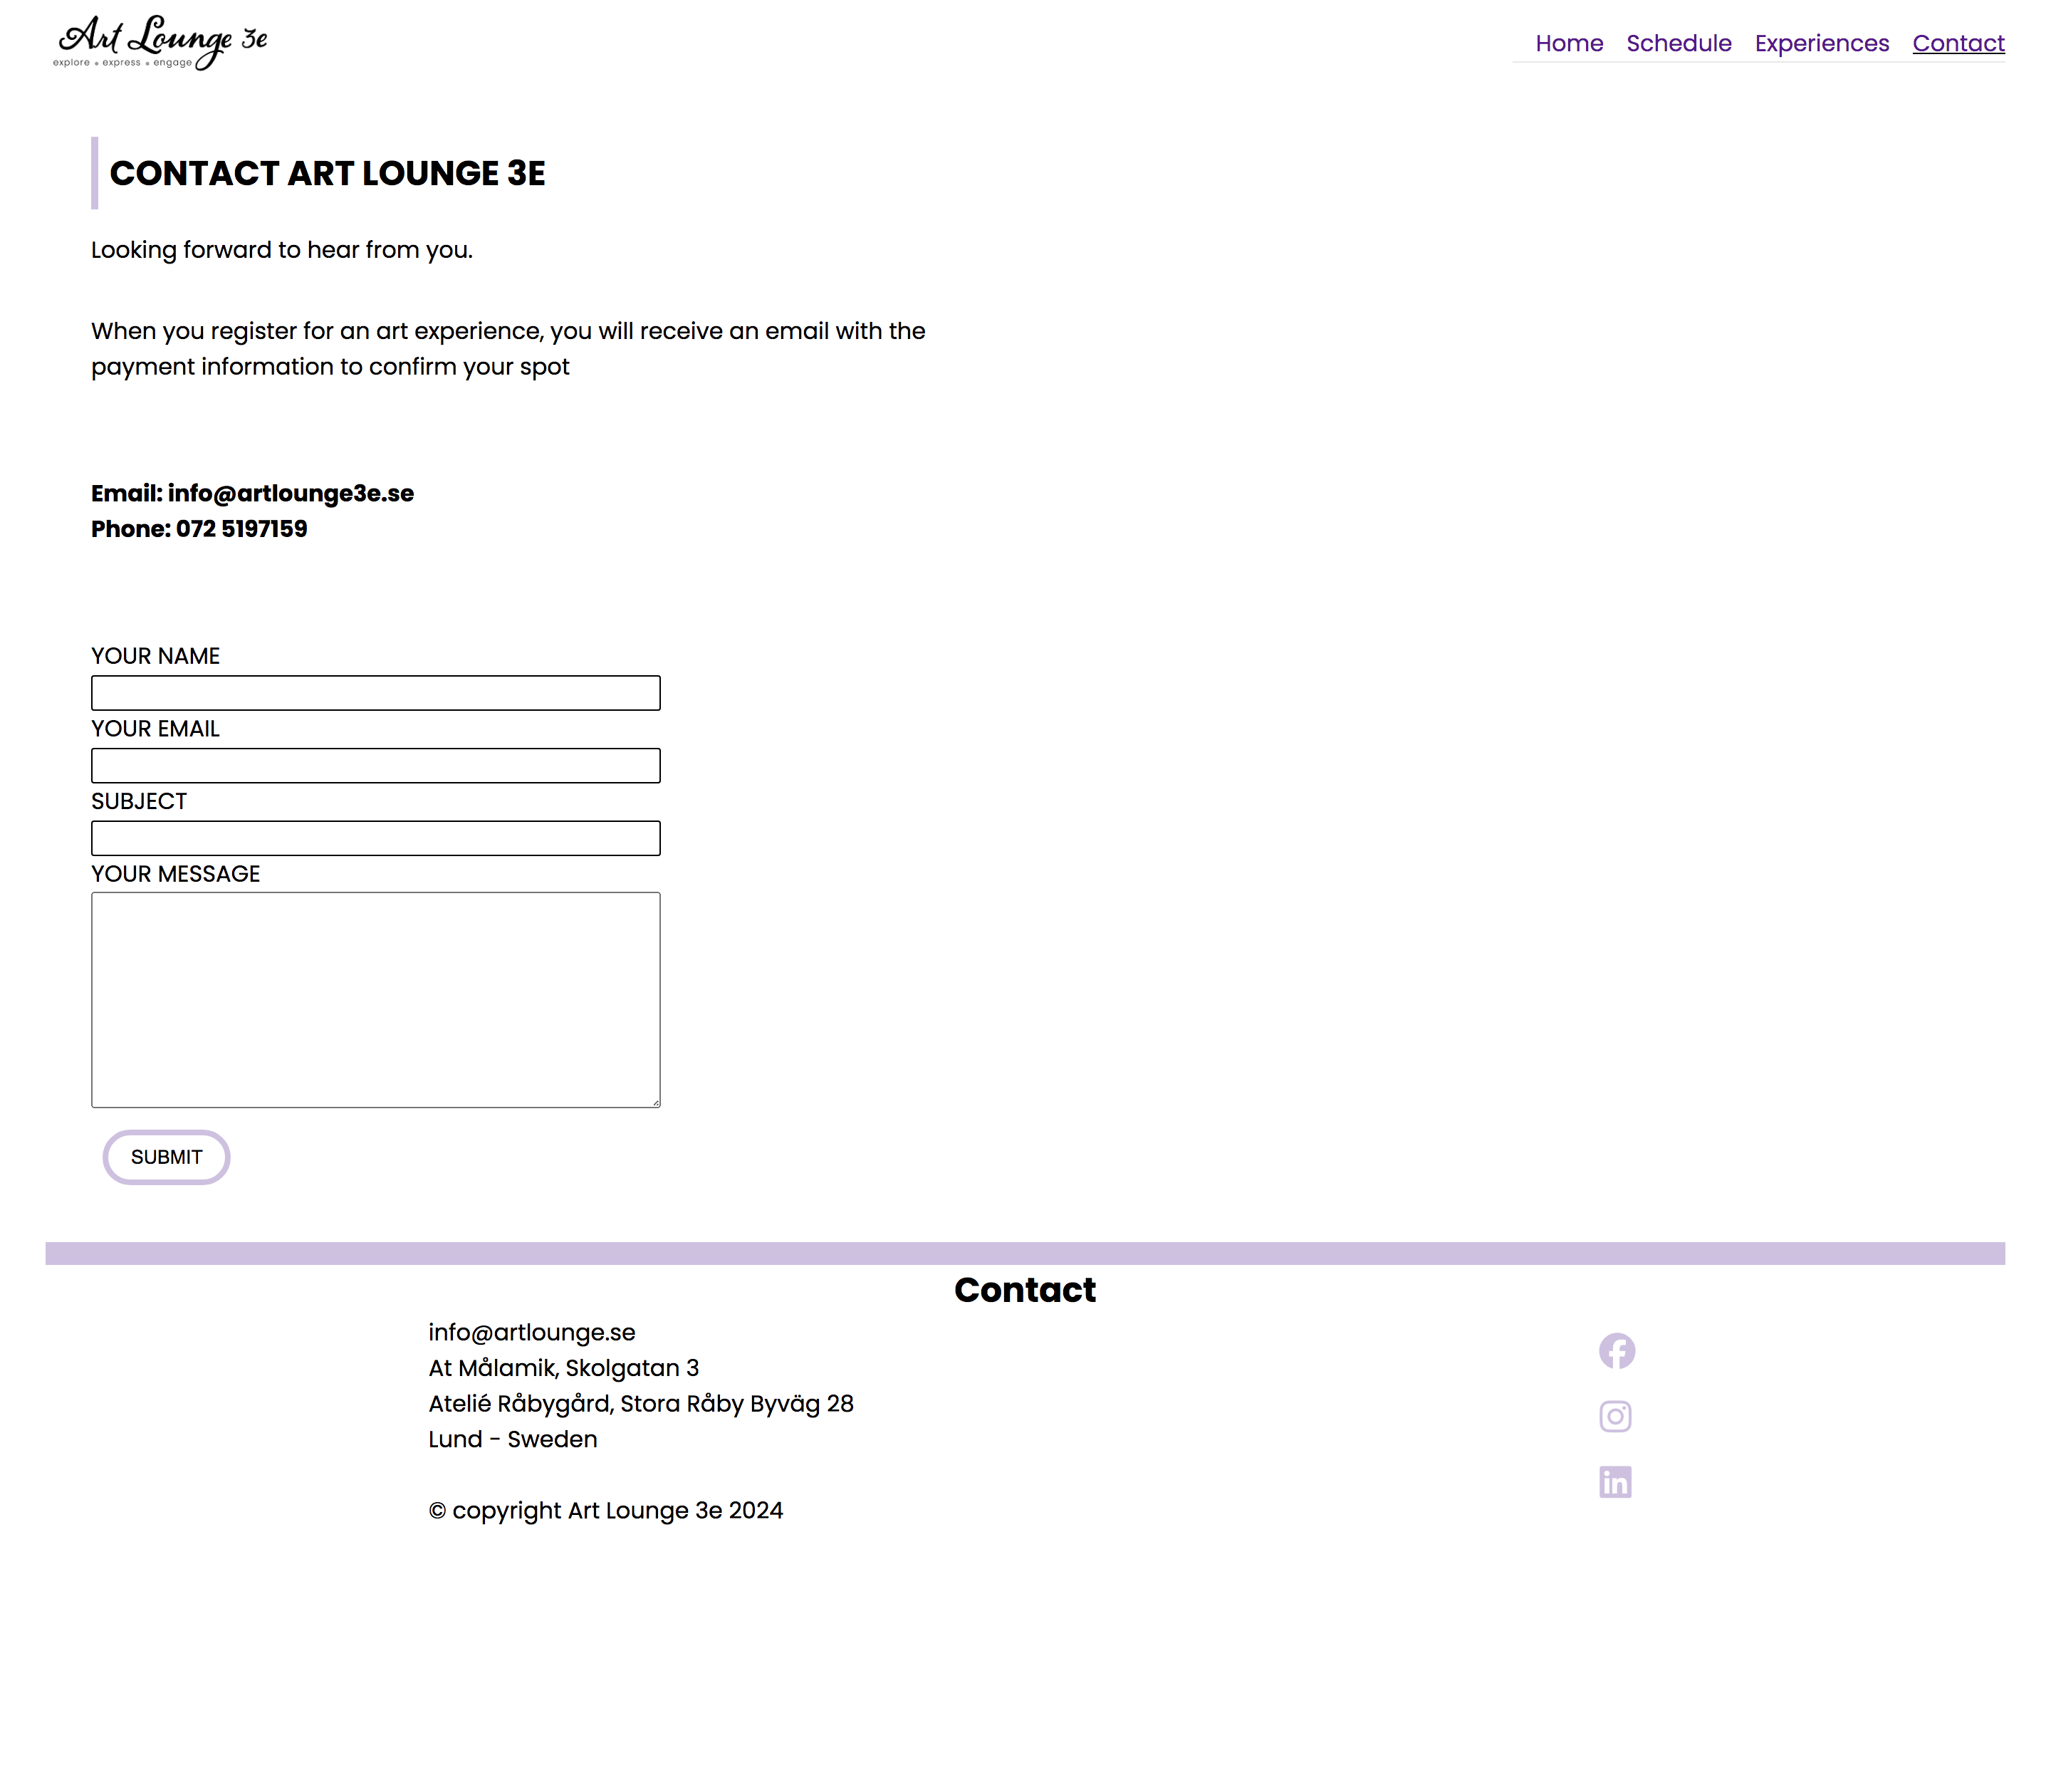 Art Lounge 3e
explore • express • engage
Home Schedule Experiences Contact
CONTACT ART LOUNGE 3E
Looking forward to hear from you.
When you register for an art experience, you will receive an email with the
payment information to confirm your spot
Email: info@artlounge3e.se
Phone: 072 5197159
YOUR NAME
YOUR EMAIL
SUBJECT
YOUR MESSAGE
SUBMIT
Contact
info@artlounge.se
At Målamik, Skolgatan 3
Atelié Råbygård, Stora Råby Byväg 28
Lund - Sweden
© copyright Art Lounge 3e 2024